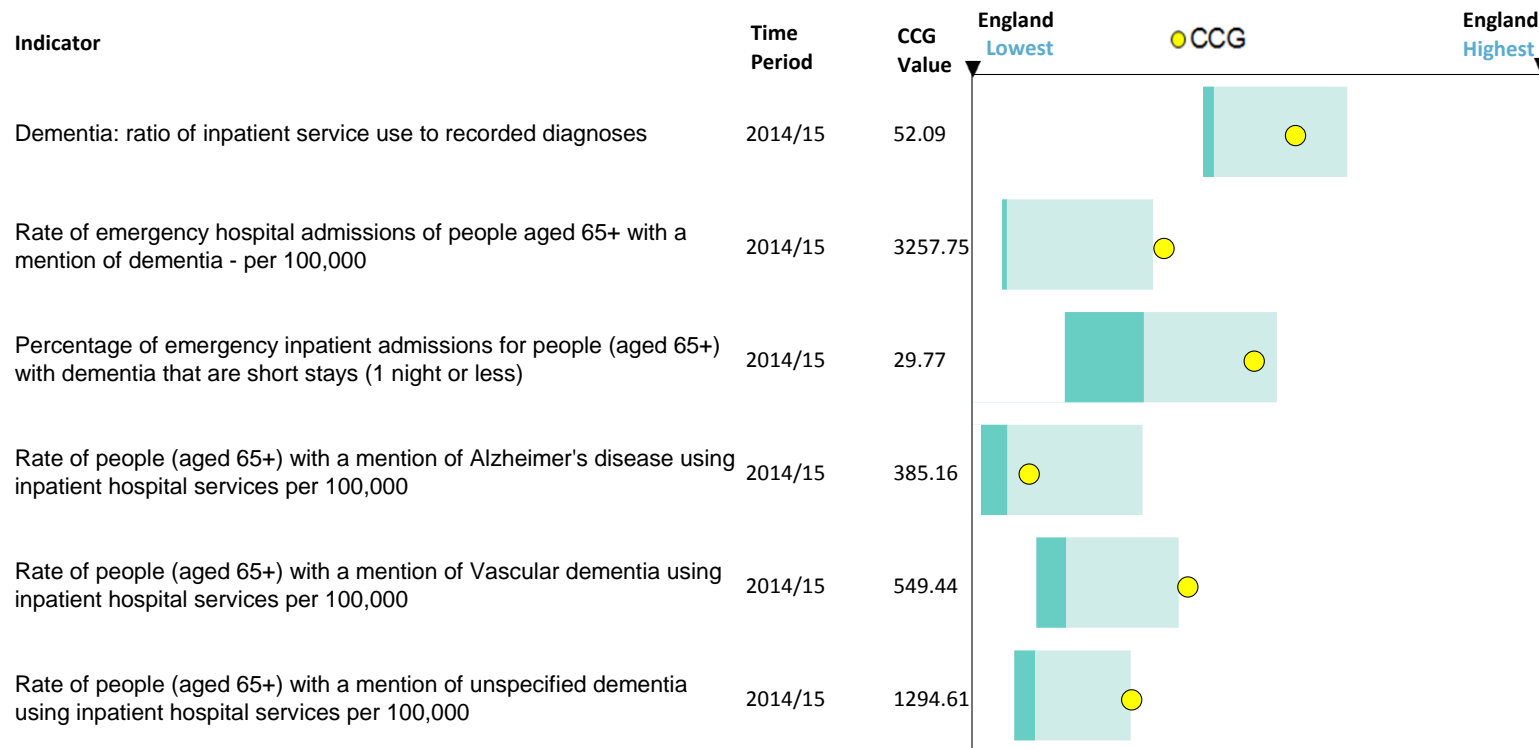 Indicator
Time
Period
CCG
Value
England
Lowest
CCG
England
Highest
Dementia: ratio of inpatient service use to recorded diagnoses
2014/15
52.09
Rate of emergency hospital admissions of people aged 65+ with a
mention of dementia - per 100,000
2014/15
3257.75
Percentage of emergency inpatient admissions for people (aged 65+)
with dementia that are short stays (1 night or less)
2014/15
29.77
Rate of people (aged 65+) with a mention of Alzheimer's disease using
inpatient hospital services per 100,000
2014/15
385.16
Rate of people (aged 65+) with a mention of Vascular dementia using
inpatient hospital services per 100,000
2014/15
549.44
Rate of people (aged 65+) with a mention of unspecified dementia
using inpatient hospital services per 100,000
2014/15
1294.61